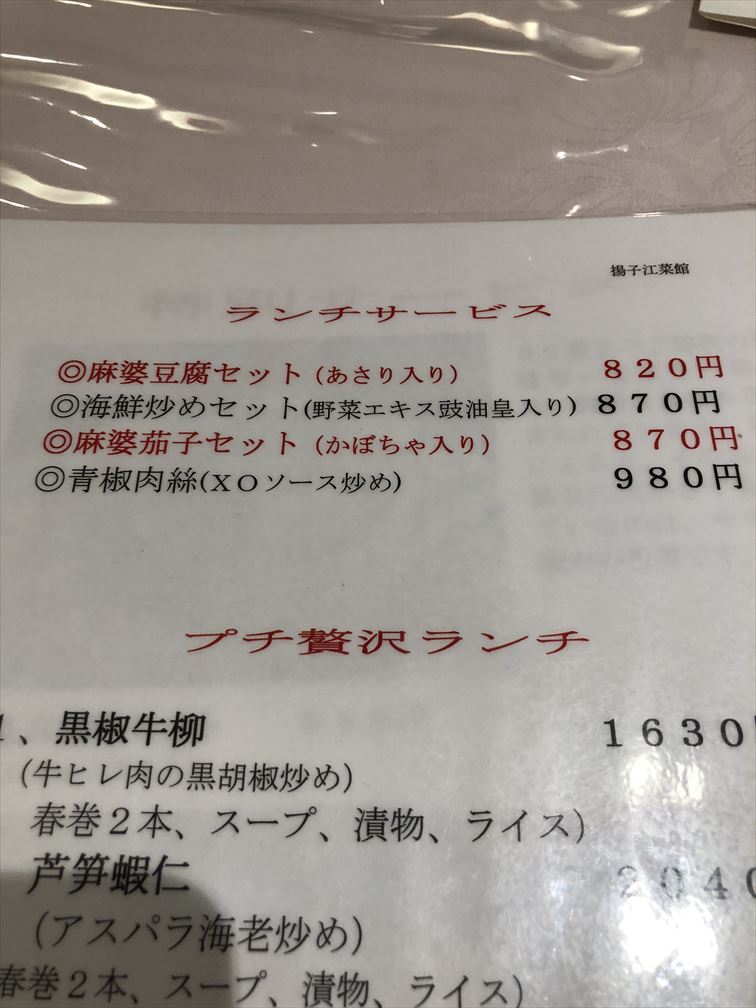 揚子江菜館
ランチサービス
◎麻婆豆腐セット(あさり入り) 820円
◎海鮮炒めセット(野菜エキス豉油皇入り) 870円
◎麻婆茄子セット(かぼちゃ入り) 870円
◎青椒肉絲(XOソース炒め) 980円
プチ贅沢ランチ
1、黒椒牛柳 1630円
(牛ヒレ肉の黒胡椒炒め)
春巻2本、スープ、漬物、ライス)
芦笋蝦仁 2040
(アスパラ海老炒め)
春巻2本、スープ、漬物、ライス)